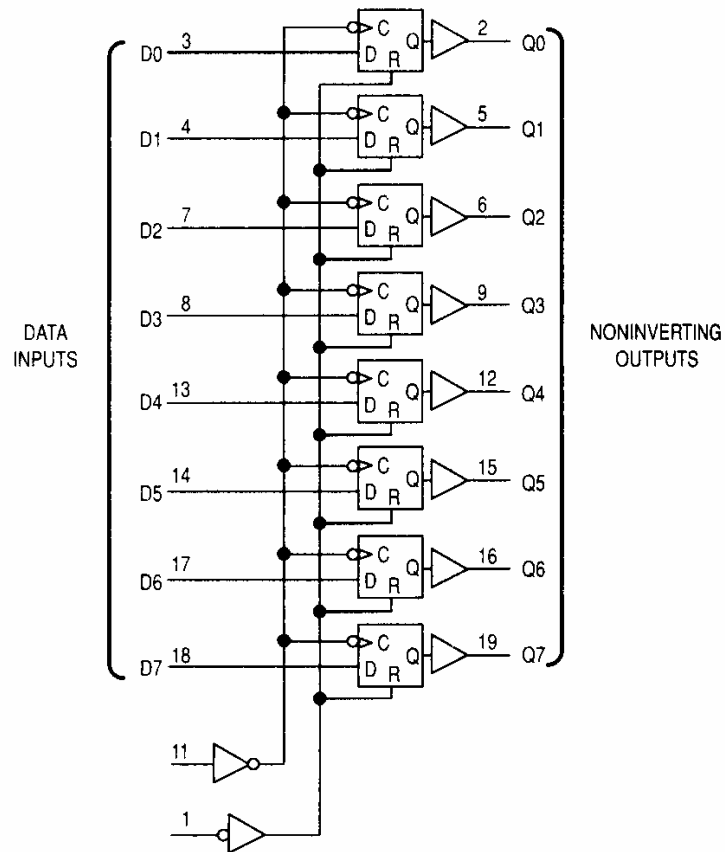 C Q 2 Q0
D0 3 D R
C Q 5 Q1
D1 4 D R
C Q 6 Q2
D2 7 D R
C Q 9 Q3
D3 8 D R
DATA INPUTS
NONINVERTING OUTPUTS
C Q 12 Q4
D4 13 D R
C Q 15 Q5
D5 14 D R
C Q 16 Q6
D6 17 D R
C Q 19 Q7
D7 18 D R
11
1